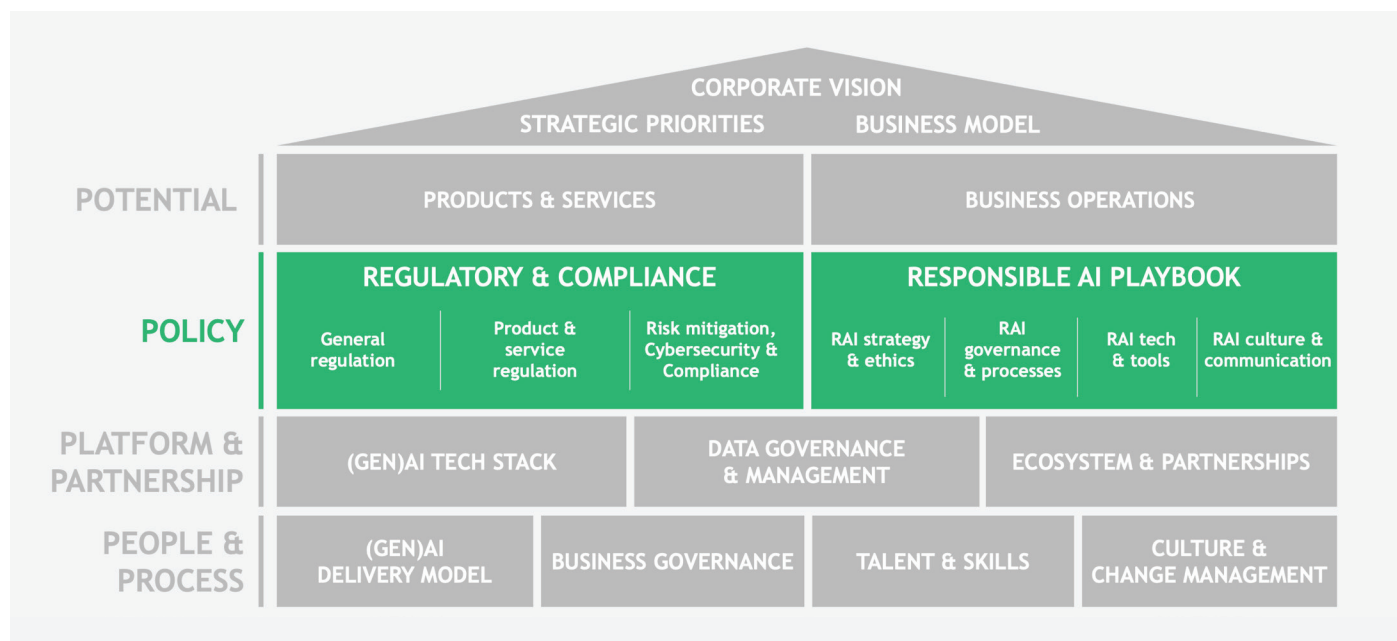 CORPORATE VISION
STRATEGIC PRIORITIES
BUSINESS MODEL
POTENTIAL
PRODUCTS & SERVICES
BUSINESS OPERATIONS
POLICY
REGULATORY & COMPLIANCE
General
regulation
Product &
service
regulation
Risk mitigation,
Cybersecurity &
Compliance
RESPONSIBLE AI PLAYBOOK
RAI strategy
& ethics
RAI
governance
& processes
RAI tech
& tools
RAI culture &
communication
PLATFORM &
PARTNERSHIP
(GEN)AI TECH STACK
DATA GOVERNANCE
& MANAGEMENT
ECOSYSTEM & PARTNERSHIPS
PEOPLE &
PROCESS
(GEN)AI
DELIVERY MODEL
BUSINESS GOVERNANCE
TALENT & SKILLS
CULTURE &
CHANGE MANAGEMENT